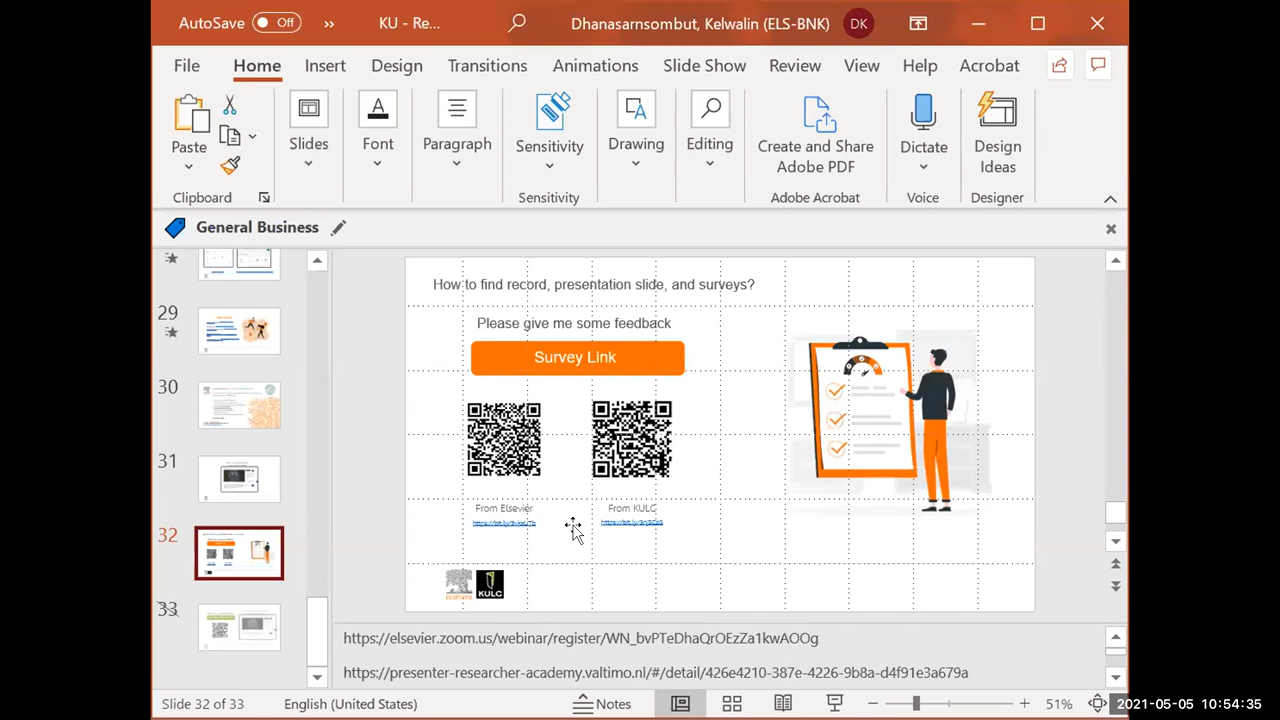 AutoSave Off » KU - Re... Dhanasarnsombut, Kelwalin (ELS-BNK) DK
File Home Insert Design Transitions Animations Slide Show Review View Help Acrobat
Paste Slides Font Paragraph Sensitivity Drawing Editing Create and Share Adobe PDF Dictate Design Ideas
Clipboard Sensitivity Adobe Acrobat Voice Designer
General Business
29
30
31
32
33
How to find record, presentation slide, and surveys?
Please give me some feedback
Survey Link
From Elsevier From KULC
ELSEVIER KULC
https://elsevier.zoom.us/webinar/register/WN_bvPTeDhaQrOEzZa1kwAOOg
https://presenter-researcher-academy.valtimo.nl/#/detail/426e4210-387e-4226-9b8a-d4f91e3a679a
Slide 32 of 33 English (United States) Notes 51% 2021-05-05 10:54:35